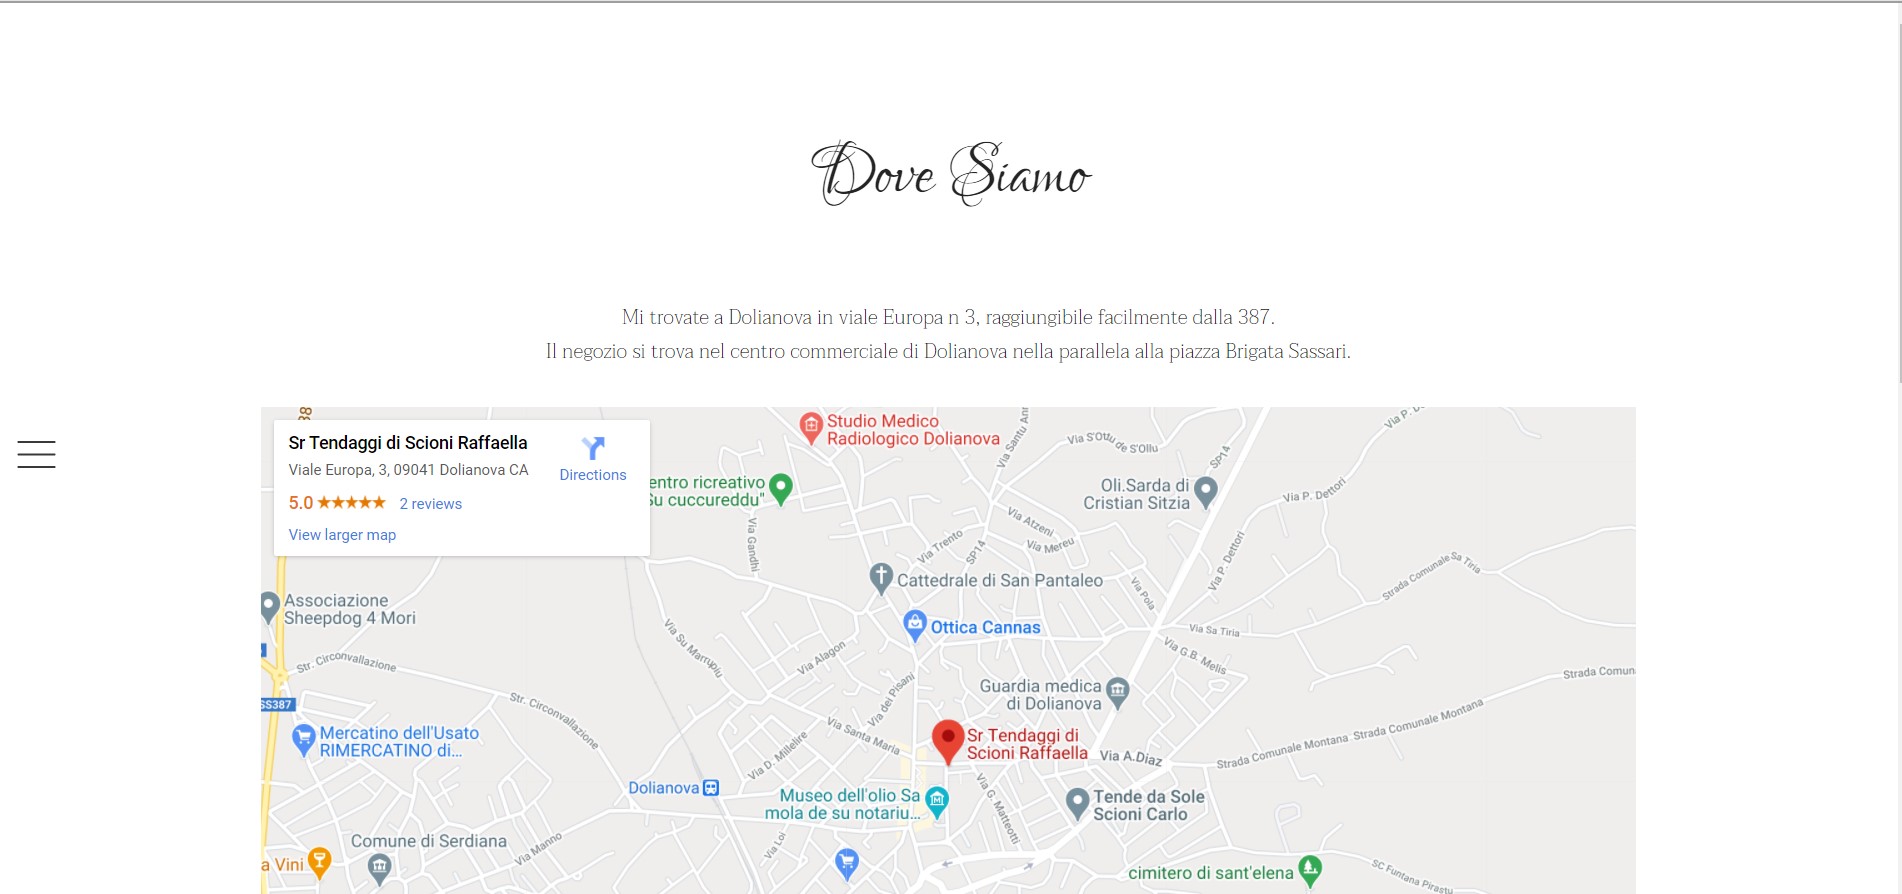 Dove Siamo
Mi trovate a Dolianova in viale Europa n 3, raggiungibile facilmente dalla 387.
Il negozio si trova nel centro commerciale di Dolianova nella parallela alla piazza Brigata Sassari.
Sr Tendaggi di Scioni Raffaella
Viale Europa, 3, 09041 Dolianova CA
Directions
5.0
2 reviews
View larger map
Studio Medico
Radiologico Dolianova
Via Santu
Via S'Ottu de S'Ollu
SP14
Via P. Dettori
entro ricreativo
Su cuccureddu"
Oli.Sarda di
Cristian Sitzia
Via Gandhi
Via Atzeni
Via Trento
SP14
Via Mereu
Via P. Dettori
Strada Comunale Sa Tiria
Cattedrale di San Pantaleo
Via Pola
Associazione
Sheepdog 4 Mori
Ottica Cannas
Via Sa Tiria
Via Su Marrupiu
Via Alagon
Via G.B. Melis
Str. Circonvallazione
Strada Comun
Guardia medica
di Dolianova
Via dei Pisani
SS387
Str. Circonvallazione
Via Santa Maria
Strada Comunale Montana
Strada Comunale Montana
Mercatino dell'Usato
RIMERCATINO di...
Sr Tendaggi di
Scioni Raffaella
Via A.Diaz
Via D. Millelire
Dolianova
Museo dell'olio Sa
mola de su notariu...
Via G. Matteotti
Tende da Sole
Scioni Carlo
Comune di Serdiana
Via Manno
Via Loi
a Vini
cimitero di sant'elena
SC Funtana Pirastu